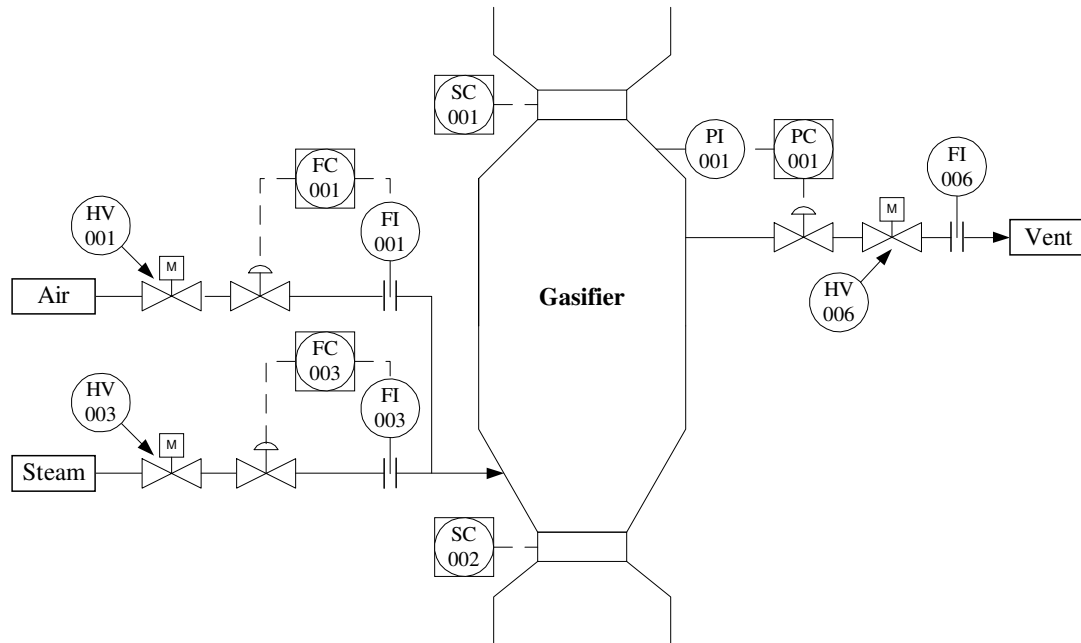 SC
001
PI
001
PC
001
FI
006
FC
001
HV
001
FI
001
M
M
Vent
Air
Gasifier
HV
006
FC
003
HV
003
FI
003
M
Steam
SC
002